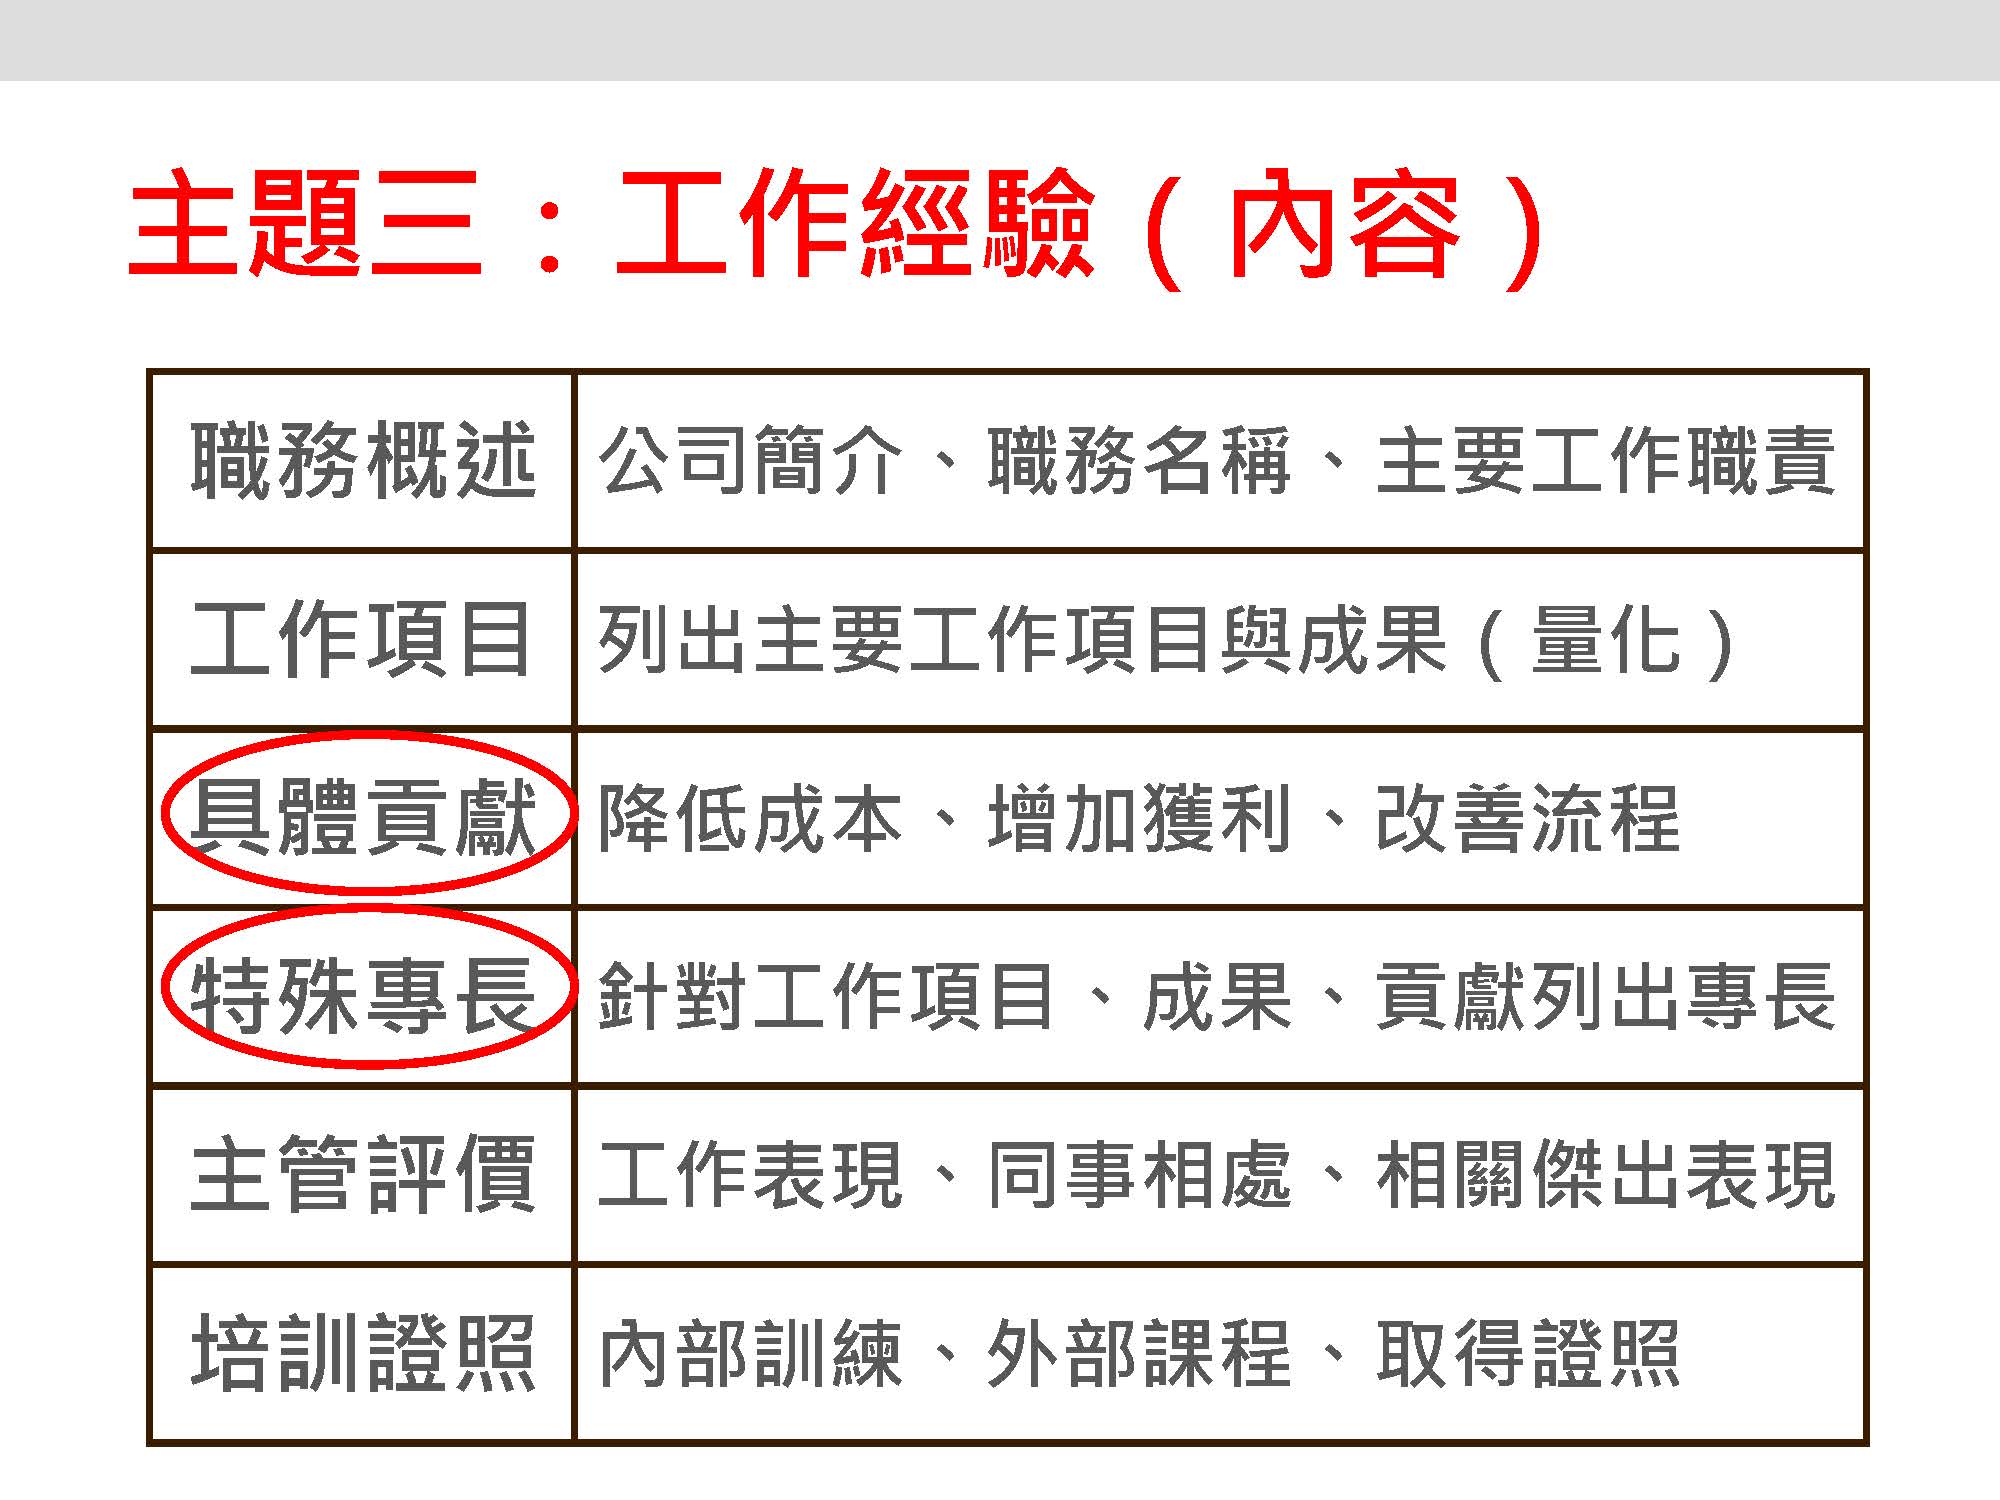 主題三：工作經驗（內容）
職務概述 公司簡介、職務名稱、主要工作職責
工作項目 列出主要工作項目與成果（量化）
具體貢獻 降低成本、增加獲利、改善流程
特殊專長 針對工作項目、成果、貢獻列出專長
主管評價 工作表現、同事相處、相關傑出表現
培訓證照 內部訓練、外部課程、取得證照